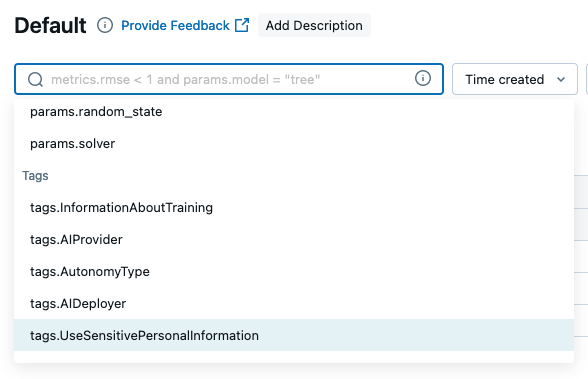 Default Provide Feedback Add Description
metrics.rmse < 1 and params.model = "tree" Time created
params.random_state
params.solver
Tags
tags.InformationAboutTraining
tags.AIProvider
tags.AutonomyType
tags.AIDeployer
tags.UseSensitivePersonalInformation